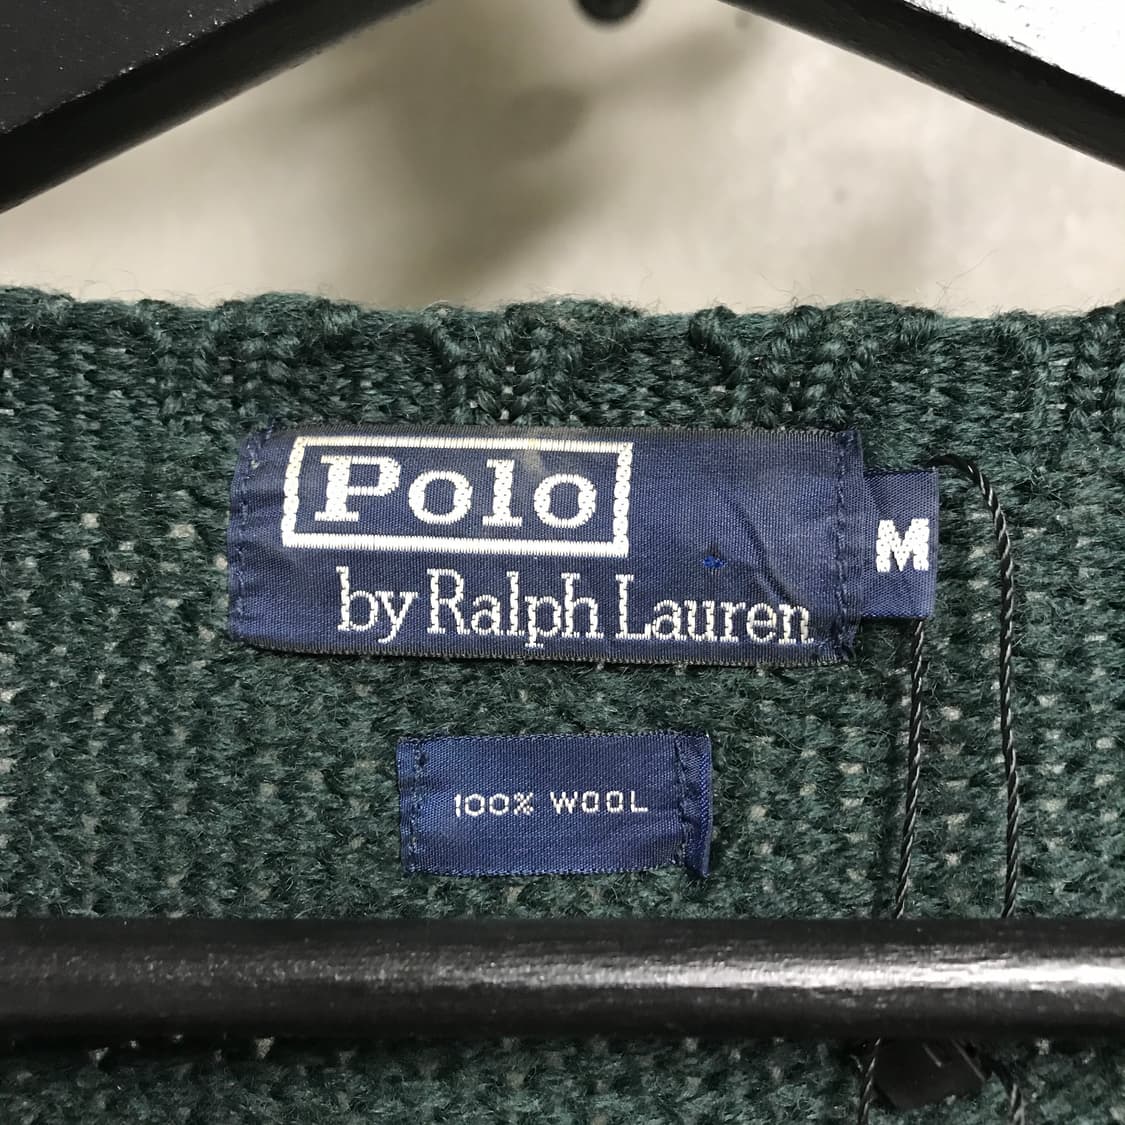 Polo
by Ralph Lauren
M
100% WOOL